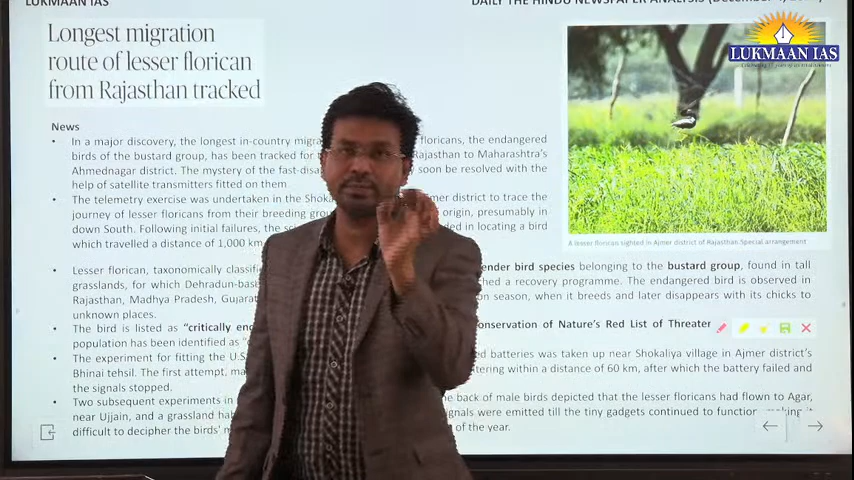 LUKMAAN IAS
DAILY THE HINDU NEWSPAPER ANALYSIS (DECEMBER
Longest migration
route of lesser florican
from Rajasthan tracked
LUKMAAN IAS
News
• In a major discovery, the longest in-country migra floricans, the endangered
birds of the bustard group, has been tracked for Rajasthan to Maharashtra's
Ahmednagar district. The mystery of the fast-disa soon be resolved with the
help of satellite transmitters fitted on them.
• The telemetry exercise was undertaken in the Shoka mer district to trace the
journey of lesser floricans from their breeding grou origin, presumably in
down South. Following initial failures, the sci ded in locating a bird
which travelled a distance of 1,000 km
A lesser florican sighted in Ajmer district of Rajasthan. Special arrangement
• Lesser florican, taxonomically classifi ender bird species belonging to the bustard group, found in tall
grasslands, for which Dehradun-bas hed a recovery programme. The endangered bird is observed in
Rajasthan, Madhya Pradesh, Gujarat n season, when it breeds and later disappears with its chicks to
unknown places.
• The bird is listed as "critically en onservation of Nature's Red List of Threater
population has been identified as
• The experiment for fitting the U.S ed batteries was taken up near Shokaliya village in Ajmer district's
Bhinai tehsil. The first attempt, ma tering within a distance of 60 km, after which the battery failed and
the signals stopped.
• Two subsequent experiments in he back of male birds depicted that the lesser floricans had flown to Agar,
near Ujjain, and a grassland ha gnals were emitted till the tiny gadgets continued to function making it
difficult to decipher the birds' m of the year.